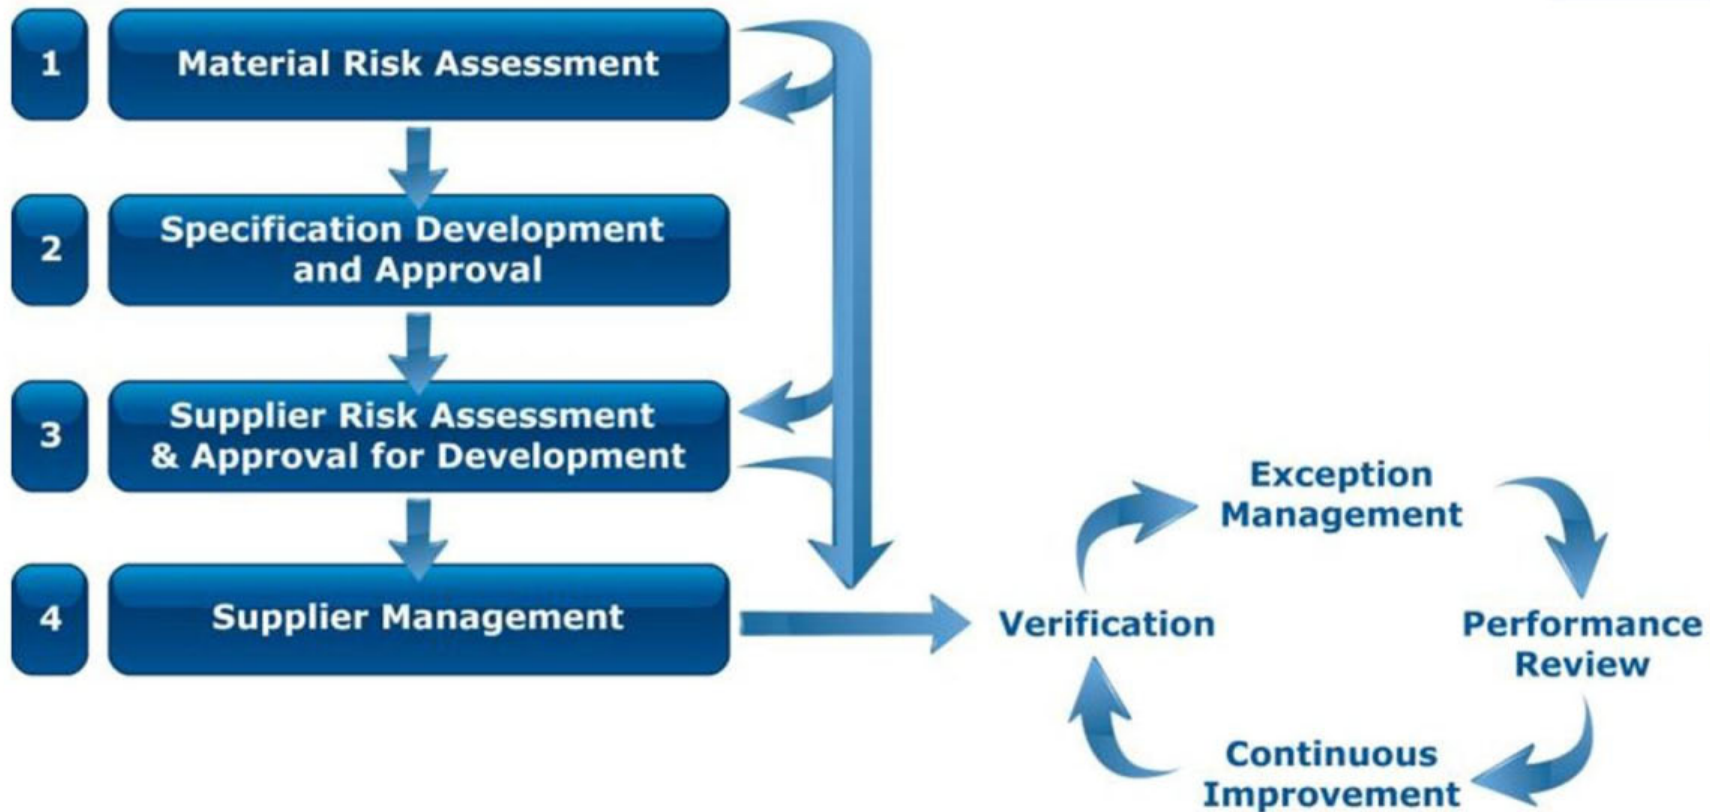 1
Material Risk Assessment
2
Specification Development
and Approval
3
Supplier Risk Assessment
& Approval for Development
4
Supplier Management
Verification
Exception
Management
Performance
Review
Continuous
Improvement